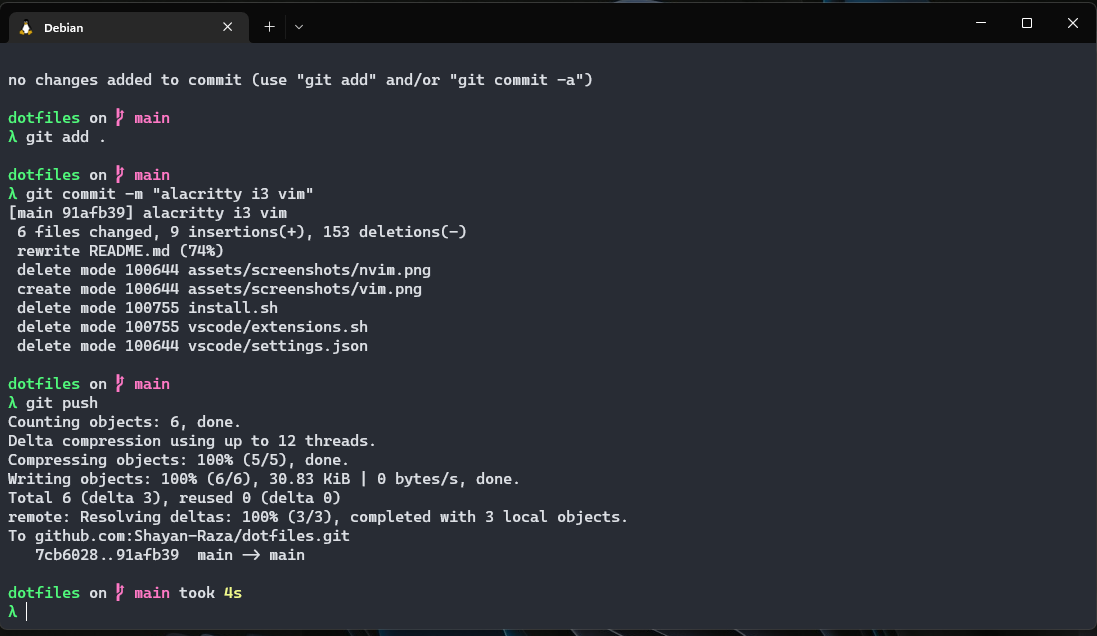 Debian
no changes added to commit (use "git add" and/or "git commit -a")
dotfiles on main
λ git add .
dotfiles on main
λ git commit -m "alacritty i3 vim"
[main 91afb39] alacritty i3 vim
6 files changed, 9 insertions(+), 153 deletions(-)
rewrite README.md (74%)
delete mode 100644 assets/screenshots/nvim.png
create mode 100644 assets/screenshots/vim.png
delete mode 100755 install.sh
delete mode 100755 vscode/extensions.sh
delete mode 100644 vscode/settings.json
dotfiles on main
λ git push
Counting objects: 6, done.
Delta compression using up to 12 threads.
Compressing objects: 100% (5/5), done.
Writing objects: 100% (6/6), 30.83 KiB | 0 bytes/s, done.
Total 6 (delta 3), reused 0 (delta 0)
remote: Resolving deltas: 100% (3/3), completed with 3 local objects.
To github.com:Shayan-Raza/dotfiles.git
7cb6028..91afb39  main -> main
dotfiles on main took 4s
λ